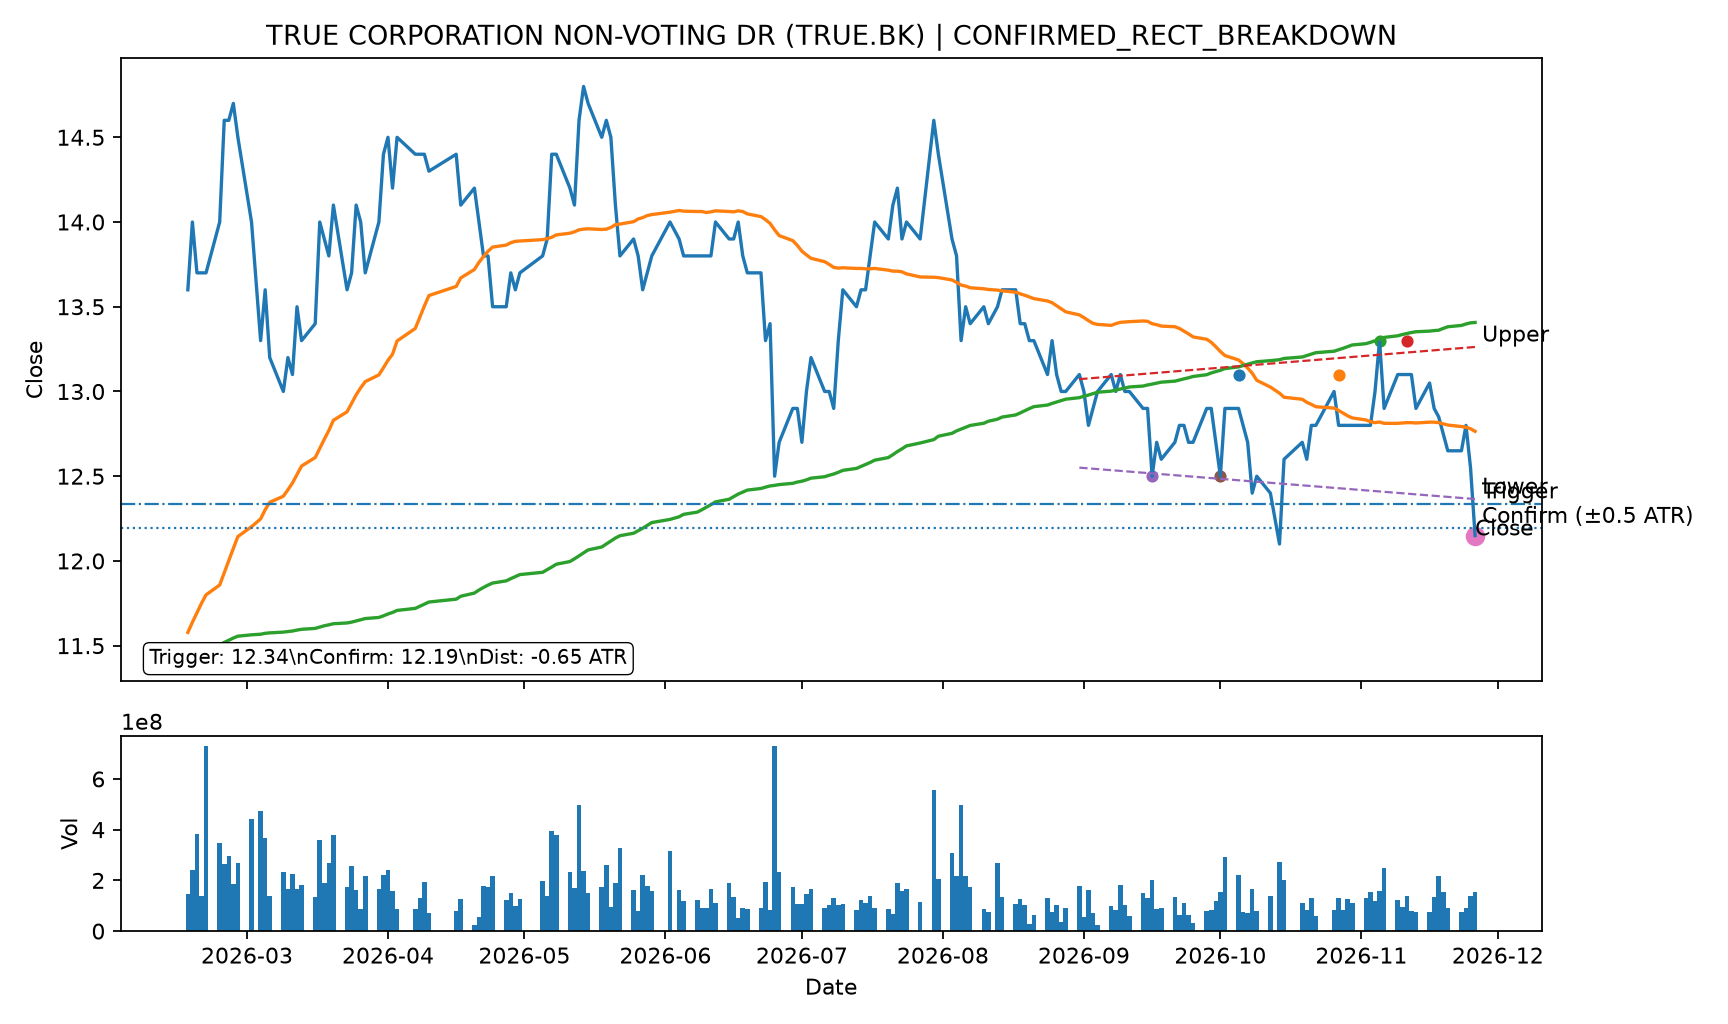 TRUE CORPORATION NON-VOTING DR (TRUE.BK) | CONFIRMED_RECT_BREAKDOWN
Close
14.5
14.0
13.5
13.0
12.5
12.0
11.5
Upper
Lower
Trigger
Confirm (±0.5 ATR)
Close
Trigger: 12.34\nConfirm: 12.19\nDist: -0.65 ATR
1e8
Vol
6
4
2
0
2026-03 2026-04 2026-05 2026-06 2026-07 2026-08 2026-09 2026-10 2026-11 2026-12
Date